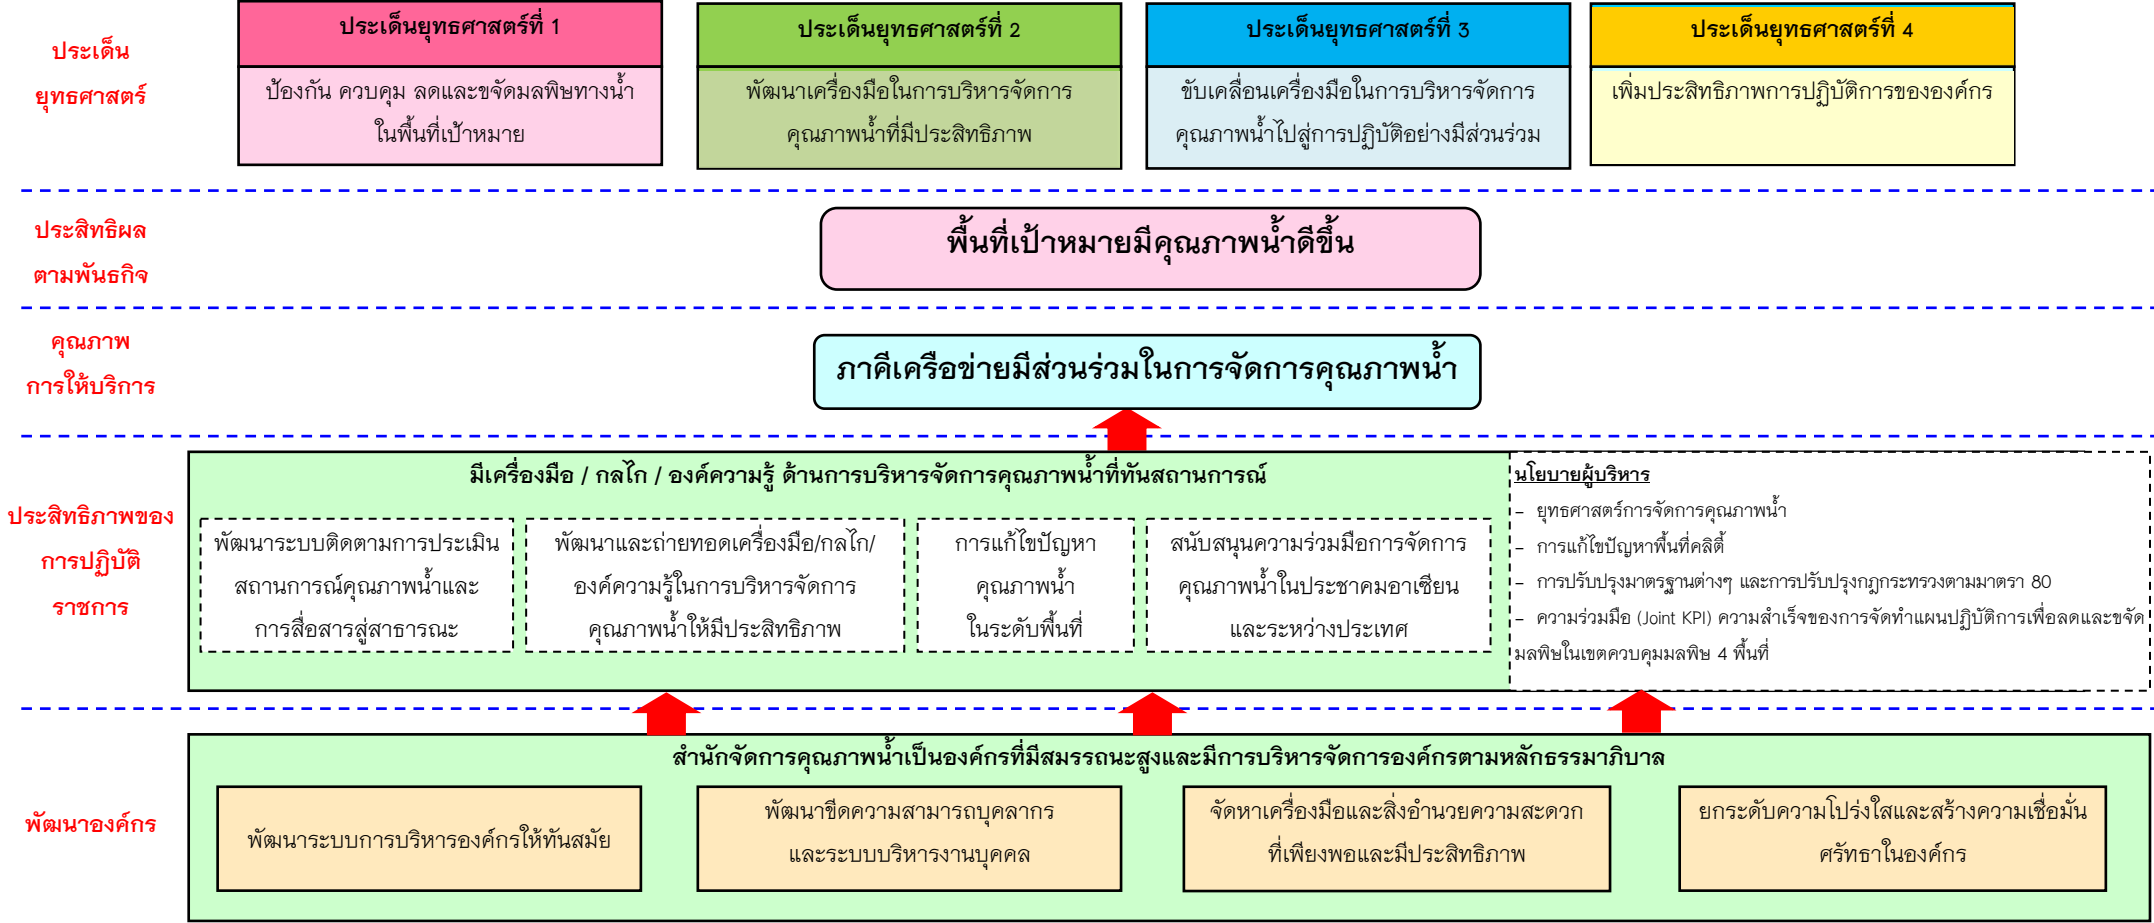 ประเด็น
ยุทธศาสตร์
ประเด็นยุทธศาสตร์ที่ 1
ป้องกัน ควบคุม ลดและขจัดมลพิษทางน้ำ
ในพื้นที่เป้าหมาย
ประเด็นยุทธศาสตร์ที่ 2
พัฒนาเครื่องมือในการบริหารจัดการ
คุณภาพน้ำที่มีประสิทธิภาพ
ประเด็นยุทธศาสตร์ที่ 3
ขับเคลื่อนเครื่องมือในการบริหารจัดการ
คุณภาพน้ำไปสู่การปฏิบัติอย่างมีส่วนร่วม
ประเด็นยุทธศาสตร์ที่ 4
เพิ่มประสิทธิภาพการปฏิบัติการขององค์กร
ประสิทธิผล
ตามพันธกิจ
พื้นที่เป้าหมายมีคุณภาพน้ำดีขึ้น
คุณภาพ
การให้บริการ
ภาคีเครือข่ายมีส่วนร่วมในการจัดการคุณภาพน้ำ
ประสิทธิภาพของ
การปฏิบัติ
ราชการ
มีเครื่องมือ / กลไก / องค์ความรู้ ด้านการบริหารจัดการคุณภาพน้ำที่ทันสถานการณ์
พัฒนาระบบติดตามการประเมิน
สถานการณ์คุณภาพน้ำและ
การสื่อสารสู่สาธารณะ
พัฒนาและถ่ายทอดเครื่องมือ/กลไก/
องค์ความรู้ในการบริหารจัดการ
คุณภาพน้ำให้มีประสิทธิภาพ
การแก้ไขปัญหา
คุณภาพน้ำ
ในระดับพื้นที่
สนับสนุนความร่วมมือการจัดการ
คุณภาพน้ำในประชาคมอาเซียน
และระหว่างประเทศ
นโยบายผู้บริหาร
- ยุทธศาสตร์การจัดการคุณภาพน้ำ
- การแก้ไขปัญหาพื้นที่คลิตี้
- การปรับปรุงมาตรฐานต่างๆ และการปรับปรุงกฎกระทรวงตามมาตรา 80
- ความร่วมมือ (Joint KPI) ความสำเร็จของการจัดทำแผนปฏิบัติการเพื่อลดและขจัด
มลพิษในเขตควบคุมมลพิษ 4 พื้นที่
พัฒนาองค์กร
สำนักจัดการคุณภาพน้ำเป็นองค์กรที่มีสมรรถนะสูงและมีการบริหารจัดการองค์กรตามหลักธรรมาภิบาล
พัฒนาระบบการบริหารองค์กรให้ทันสมัย
พัฒนาขีดความสามารถบุคลากร
และระบบบริหารงานบุคคล
จัดหาเครื่องมือและสิ่งอำนวยความสะดวก
ที่เพียงพอและมีประสิทธิภาพ
ยกระดับความโปร่งใสและสร้างความเชื่อมั่น
ศรัทธาในองค์กร